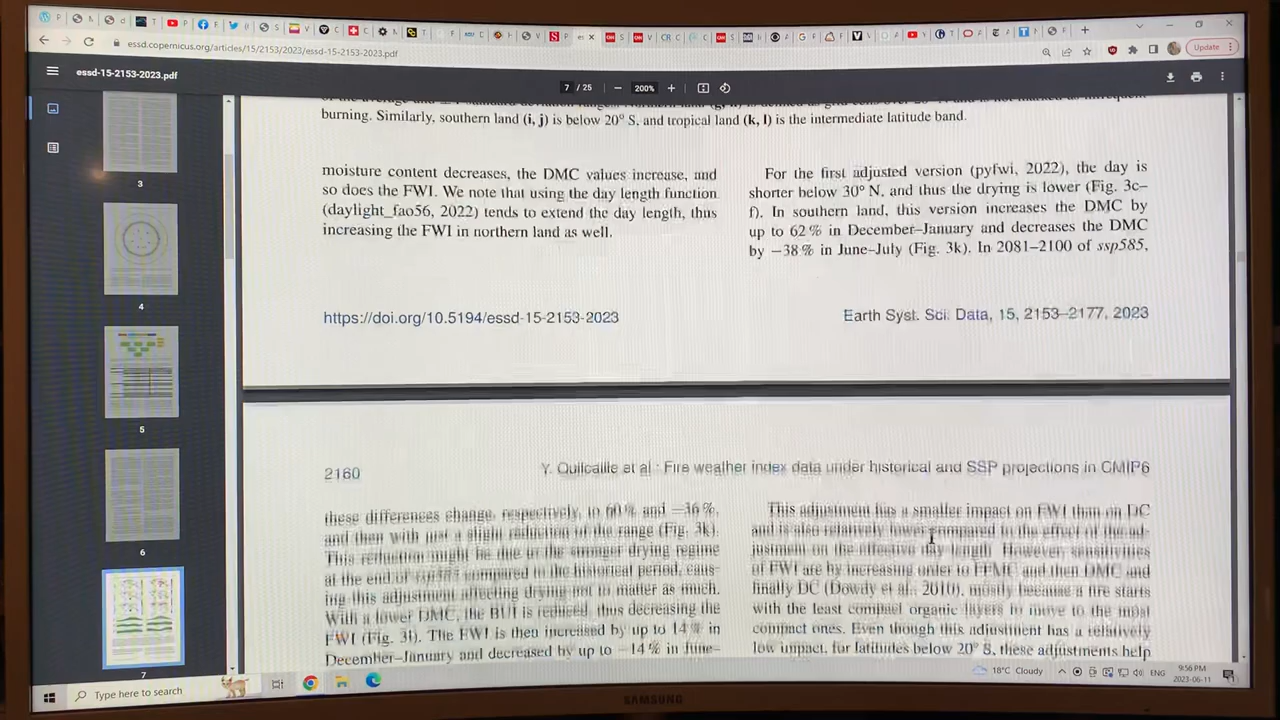 essd.copernicus.org/articles/15/2153/2023/essd-15-2153-2023.pdf
Update
essd-15-2153-2023.pdf
7 / 25
200%
3
4
5
6
7
burning. Similarly, southern land (i, j) is below 20° S, and tropical land (k, l) is the intermediate latitude band.
moisture content decreases, the DMC values increase, and
so does the FWI. We note that using the day length function
(daylight_fao56, 2022) tends to extend the day length, thus
increasing the FWI in northern land as well.
For the first adjusted version (pyfwi, 2022), the day is
shorter below 30° N, and thus the drying is lower (Fig. 3c–
f). In southern land, this version increases the DMC by
up to 62 % in December–January and decreases the DMC
by −38 % in June–July (Fig. 3k). In 2081–2100 of ssp585,
https://doi.org/10.5194/essd-15-2153-2023
Earth Syst. Sci. Data, 15, 2153–2177, 2023
2160
Y. Quilcaille et al.: Fire weather index data under historical and SSP projections in CMIP6
these differences change, respectively, to 60 % and −36 %,
and then with just a slight reduction of the range (Fig. 3k).
This reduction might be due to the stronger drying regime
at the end of ssp585 compared to the historical period, caus-
ing this adjustment affecting drying not to matter as much.
With a lower DMC, the BUI is reduced, thus decreasing the
FWI (Fig. 3l). The FWI is then increased by up to 14 % in
December–January and decreased by up to −14 % in June–
This adjustment has a smaller impact on FWI than on DC
and is also relatively lower compared to the effect of the ad-
justment on the effective day length. However, sensitivities
of FWI are by increasing order to FFMC and then DMC and
finally DC (Dowdy et al., 2010), mostly because a fire starts
with the least compact organic layers to move to the most
compact ones. Even though this adjustment has a relatively
low impact, for latitudes below 20° S, these adjustments help
Type here to search
18°C Cloudy
ENG
9:56 PM
2023-06-11
SAMSUNG